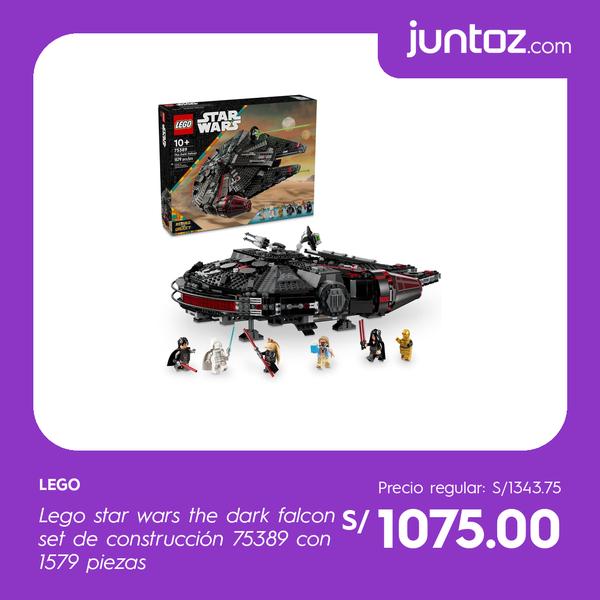 juntoz.com
LEGO
STAR
WARS
10+
75389
LEGO
Precio regular: S/1343.75
Lego star wars the dark falcon
set de construcción 75389 con
1579 piezas
S/ 1075.00